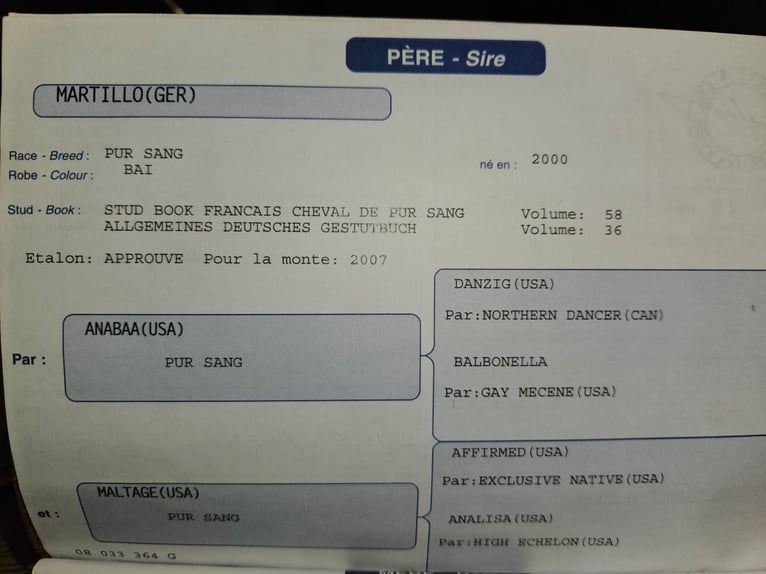 PÈRE - Sire
MARTILLO(GER)
Race - Breed : PUR SANG né en : 2000
Robe - Colour : BAI
Stud - Book : STUD BOOK FRANCAIS CHEVAL DE PUR SANG Volume: 58
ALLGEMEINES DEUTSCHES GESTUTBUCH Volume: 36
Etalon: APPROUVE Pour la monte: 2007
DANZIG(USA)
Par:NORTHERN DANCER(CAN)
ANABAA(USA)
Par : PUR SANG
BALBONELLA
Par:GAY MECENE(USA)
AFFIRMED(USA)
Par:EXCLUSIVE NATIVE(USA)
MALTAGE(USA)
et : PUR SANG
ANALISA(USA)
Par:HIGH ECHELON(USA)
08 033 364 G